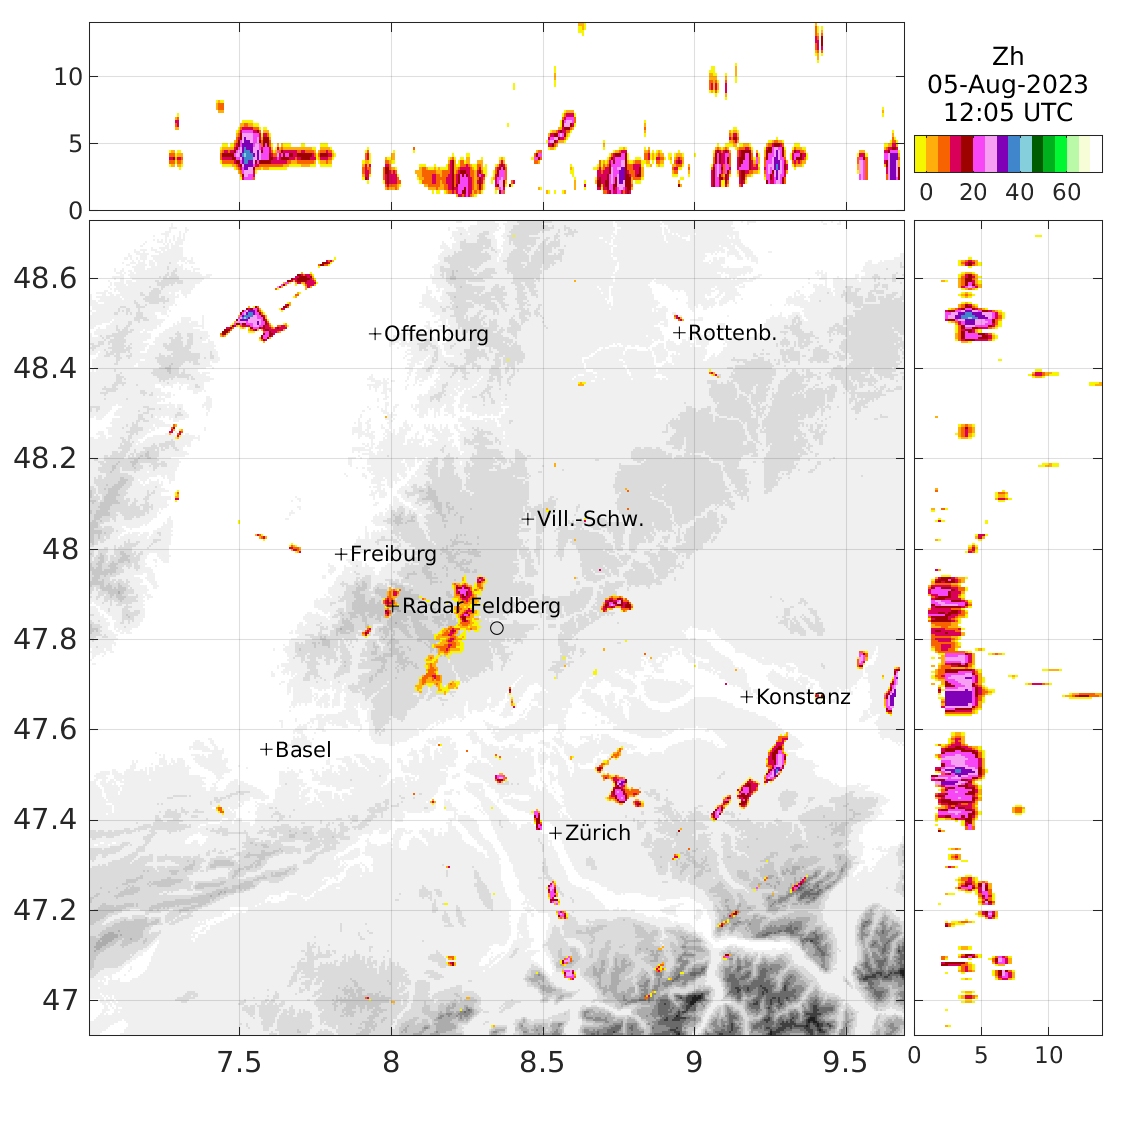 Zh
05-Aug-2023
12:05 UTC
0 20 40 60
10
5
0
48.6
48.4
48.2
48
47.8
47.6
47.4
47.2
47
Offenburg
Rottenb.
Vill.-Schw.
Freiburg
Radar Feldberg
Konstanz
Basel
Zürich
7.5 8 8.5 9 9.5
0 5 10